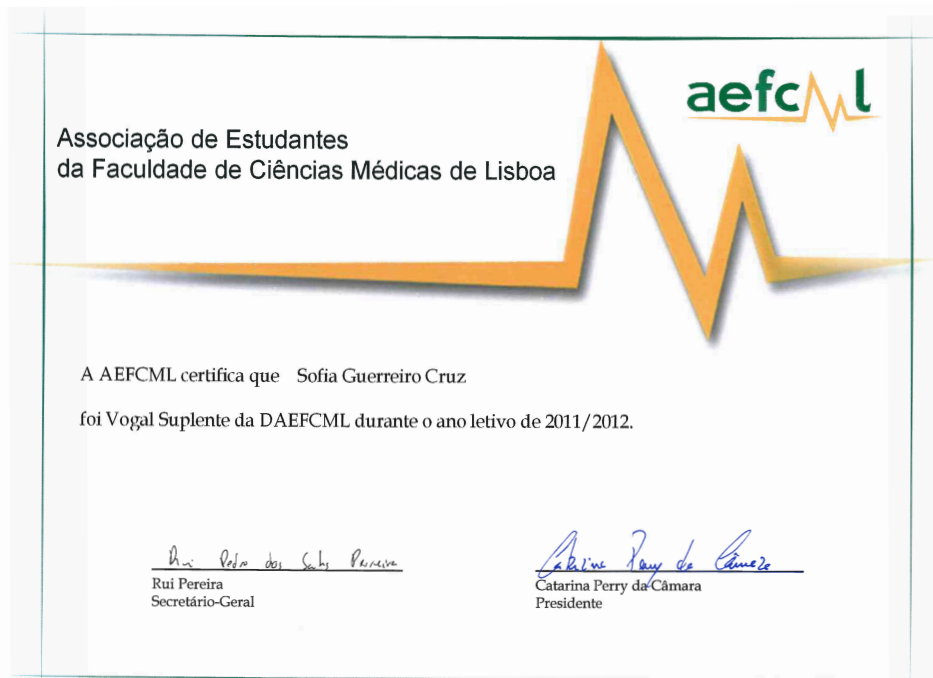 aefcml
Associação de Estudantes
da Faculdade de Ciências Médicas de Lisboa
A AEFCML certifica que Sofia Guerreiro Cruz
foi Vogal Suplente da DAEFCML durante o ano letivo de 2011/2012.
Rui Pedro dos Santos Pereira
Catarina Perry da Câmara
Rui Pereira
Secretário-Geral
Catarina Perry da Câmara
Presidente